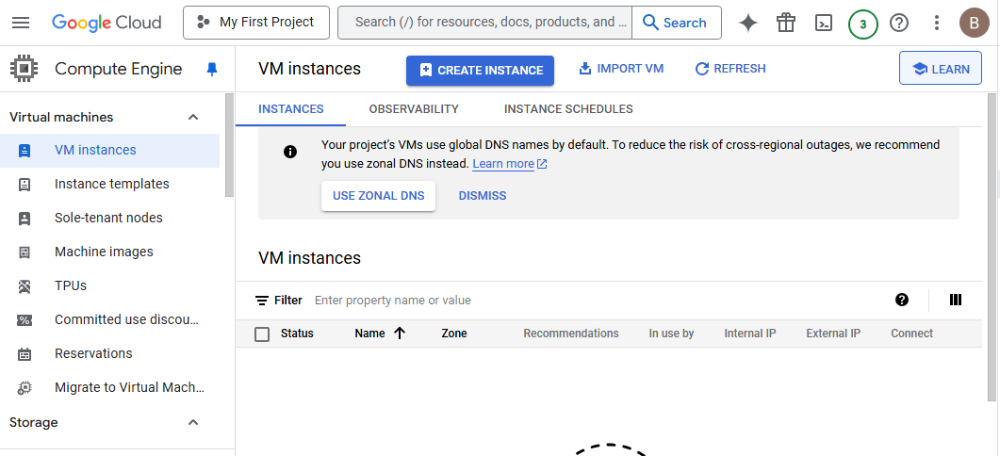 Google Cloud
My First Project
Search (/) for resources, docs, products, and ...
Search
3
B
Compute Engine
VM instances
CREATE INSTANCE
IMPORT VM
REFRESH
LEARN
Virtual machines
VM instances
Instance templates
Sole-tenant nodes
Machine images
TPUs
Committed use discou...
Reservations
Migrate to Virtual Mach...
Storage
INSTANCES
OBSERVABILITY
INSTANCE SCHEDULES
Your project's VMs use global DNS names by default. To reduce the risk of cross-regional outages, we recommend
you use zonal DNS instead. Learn more
USE ZONAL DNS
DISMISS
VM instances
Filter
Enter property name or value
Status
Name
Zone
Recommendations
In use by
Internal IP
External IP
Connect